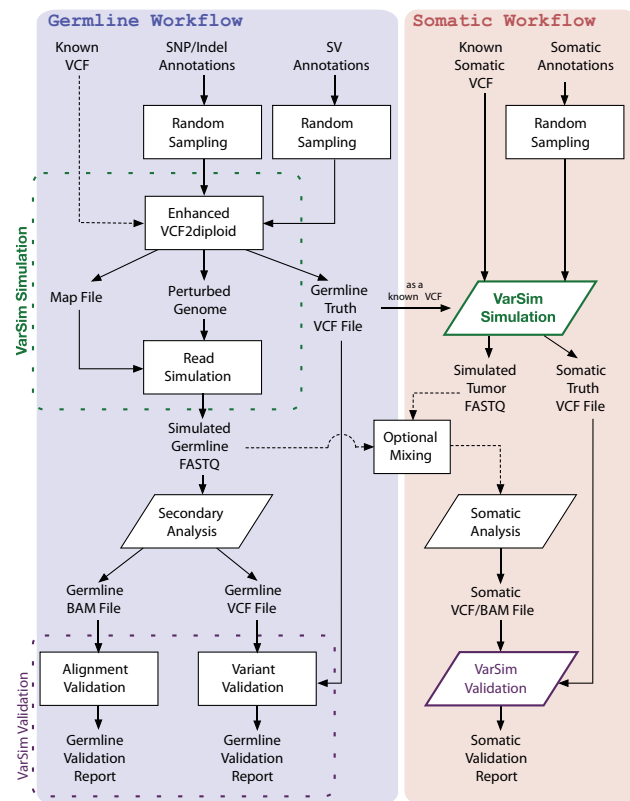 Germline Workflow
Somatic Workflow
Known
VCF
SNP/Indel
Annotations
SV
Annotations
Known
Somatic
VCF
Somatic
Annotations
Random
Sampling
Random
Sampling
Random
Sampling
VarSim Simulation
Enhanced
VCF2diploid
Map File
Perturbed
Genome
Germline
Truth
VCF File
as a
known VCF
VarSim
Simulation
Read
Simulation
Simulated
Tumor
FASTQ
Somatic
Truth
VCF File
Simulated
Germline
FASTQ
Optional
Mixing
Secondary
Analysis
Somatic
Analysis
Germline
BAM File
Germline
VCF File
Somatic
VCF/BAM File
VarSim Validation
Alignment
Validation
Variant
Validation
VarSim
Validation
Germline
Validation
Report
Germline
Validation
Report
Somatic
Validation
Report